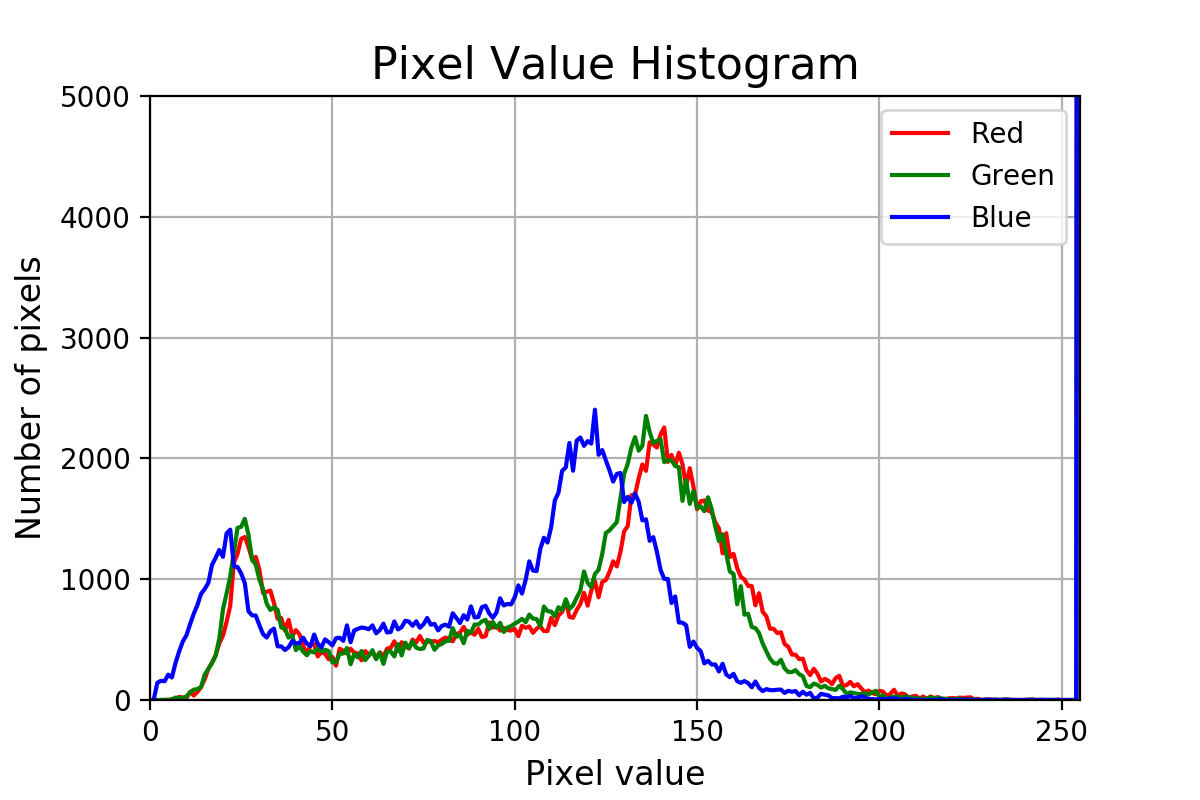 Pixel Value Histogram
Number of pixels
5000
4000
3000
2000
1000
0
Red
Green
Blue
0 50 100 150 200 250
Pixel value